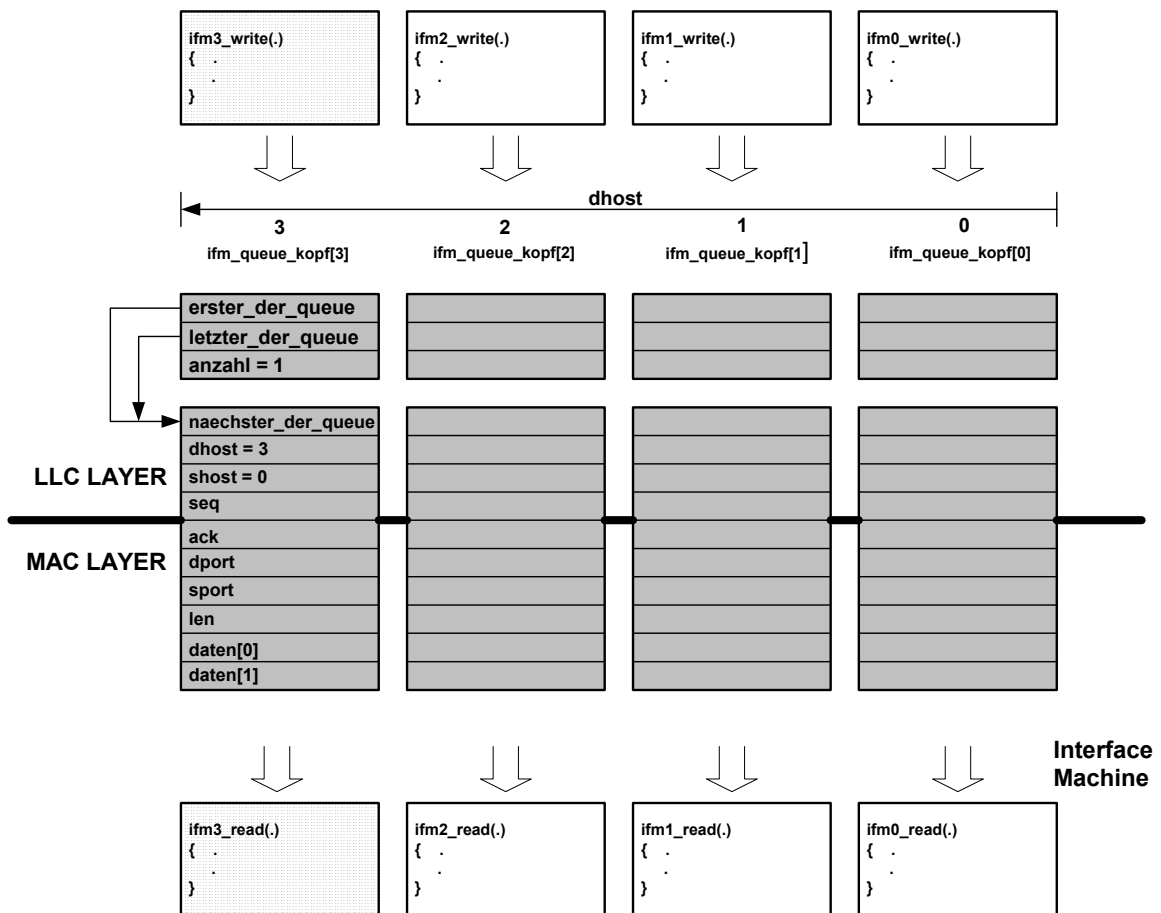 ifm3_write(.)
{ .
.
}
ifm2_write(.)
{ .
.
}
ifm1_write(.)
{ .
.
}
ifm0_write(.)
{ .
.
}
dhost
3 2 1 0
ifm_queue_kopf[3] ifm_queue_kopf[2] ifm_queue_kopf[1] ifm_queue_kopf[0]
erster_der_queue
letzter_der_queue
anzahl = 1
naechster_der_queue
dhost = 3
LLC LAYER
shost = 0
seq
ack
MAC LAYER
dport
sport
len
daten[0]
daten[1]
Interface
Machine
ifm3_read(.)
{ .
.
}
ifm2_read(.)
{ .
.
}
ifm1_read(.)
{ .
.
}
ifm0_read(.)
{ .
.
}